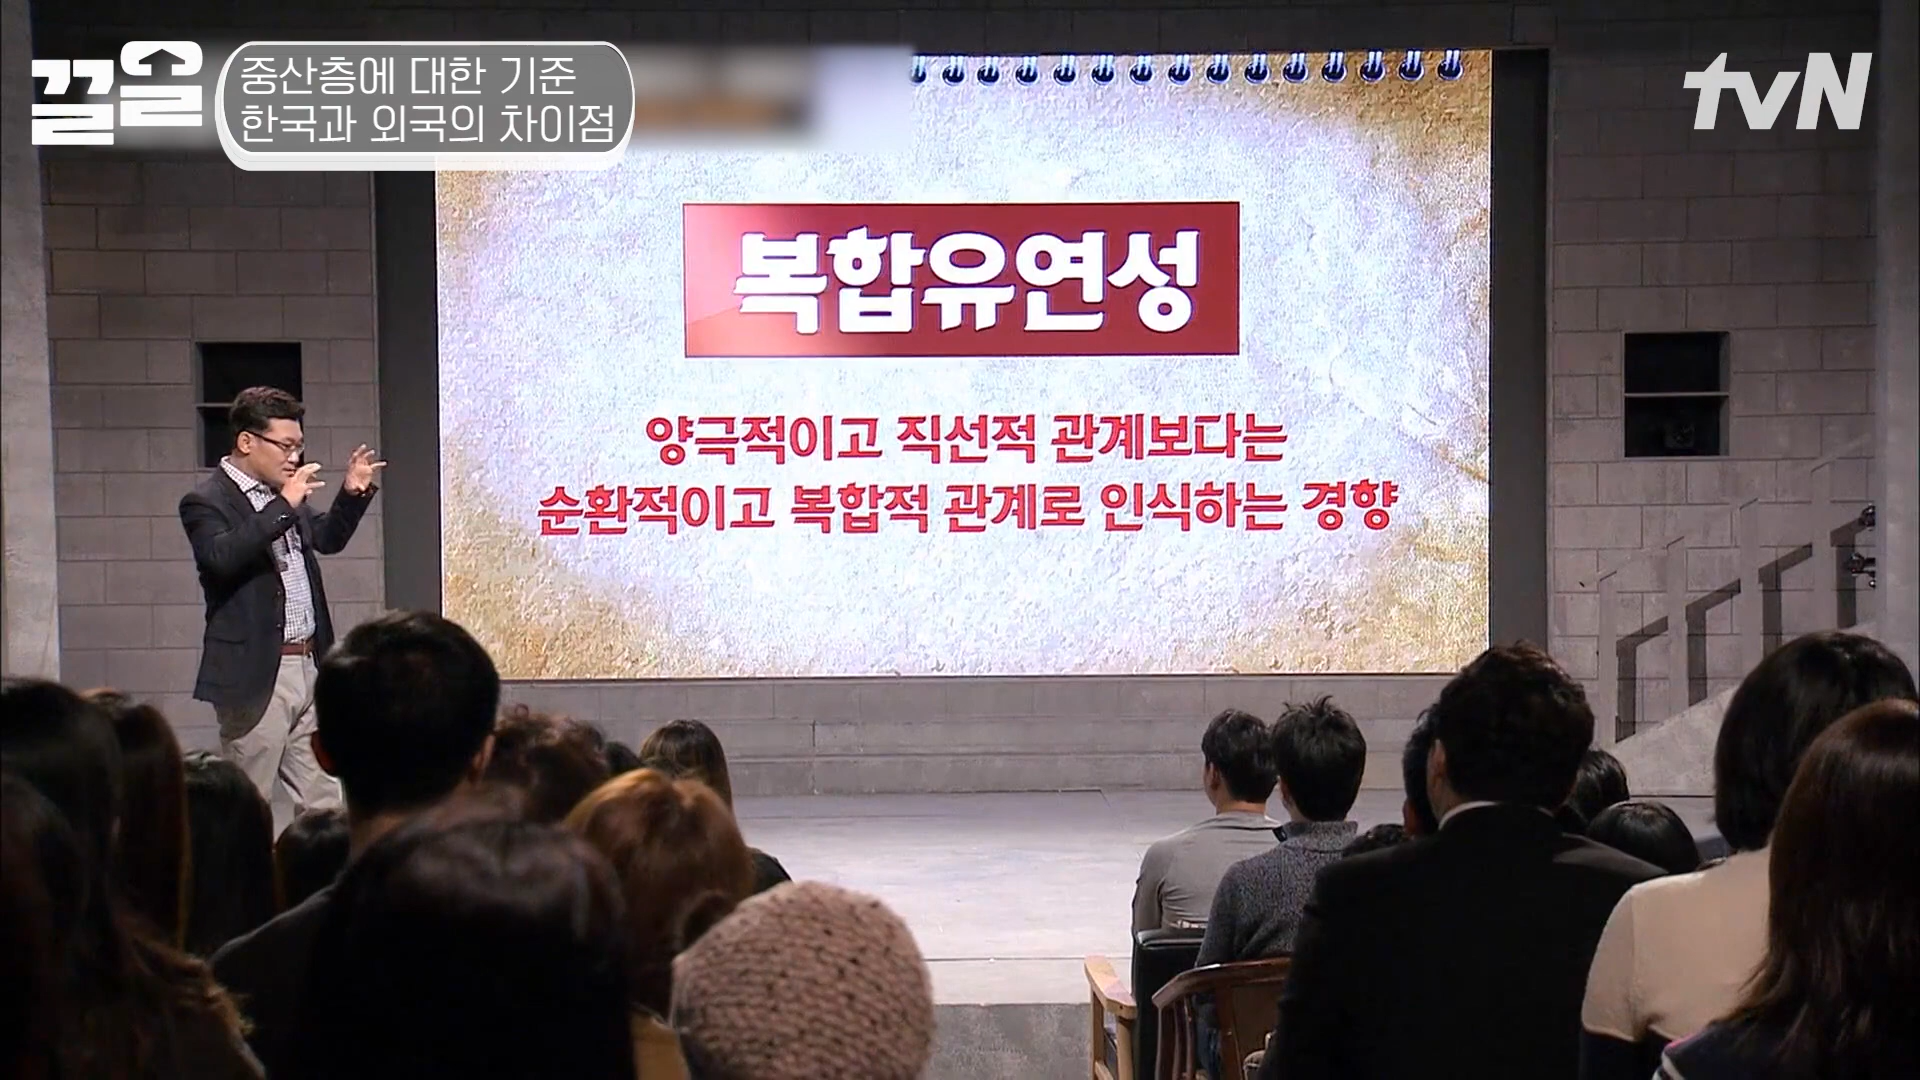 끌올
중산층에 대한 기준
한국과 외국의 차이점
tvN
복합유연성
양극적이고 직선적 관계보다는
순환적이고 복합적 관계로 인식하는 경향